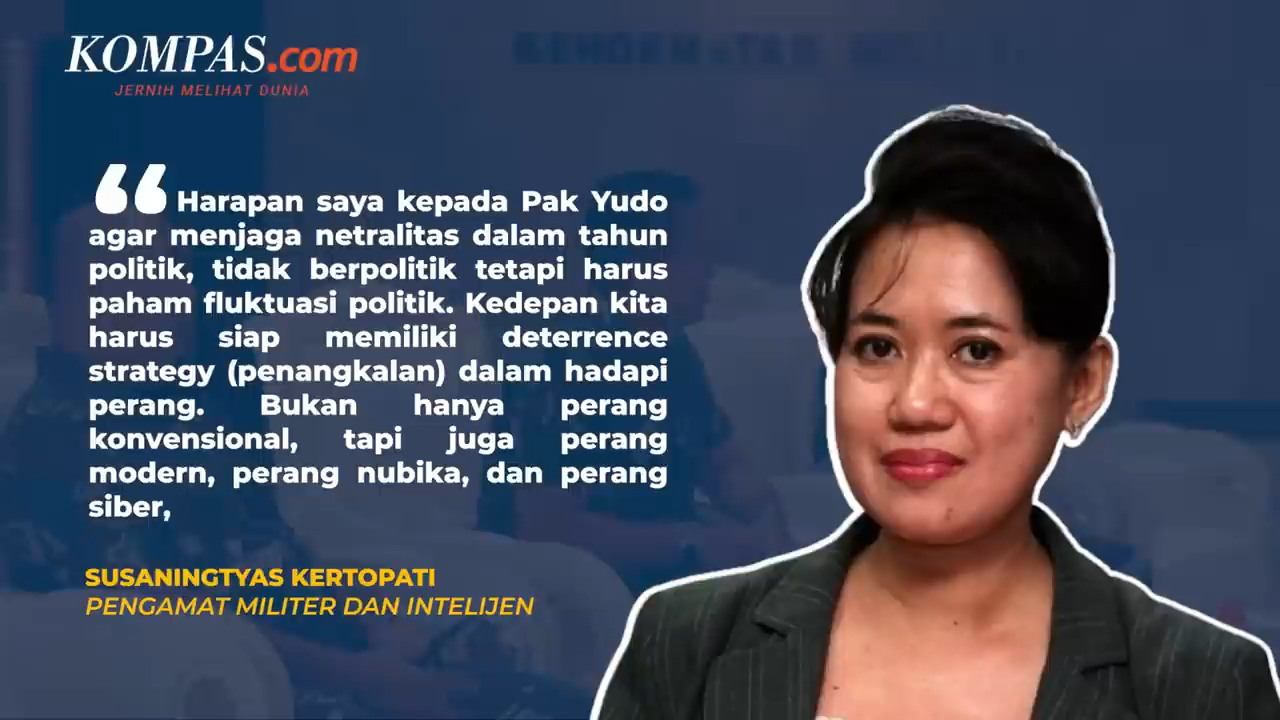 KOMPAS.com
JERNIH MELIHAT DUNIA
“Harapan saya kepada Pak Yudo
agar menjaga netralitas dalam tahun
politik, tidak berpolitik tetapi harus
paham fluktuasi politik. Kedepan kita
harus siap memiliki deterrence
strategy (penangkalan) dalam hadapi
perang. Bukan hanya perang
konvensional, tapi juga perang
modern, perang nubika, dan perang
siber,
SUSANINGTYAS KERTOPATI
PENGAMAT MILITER DAN INTELIJEN